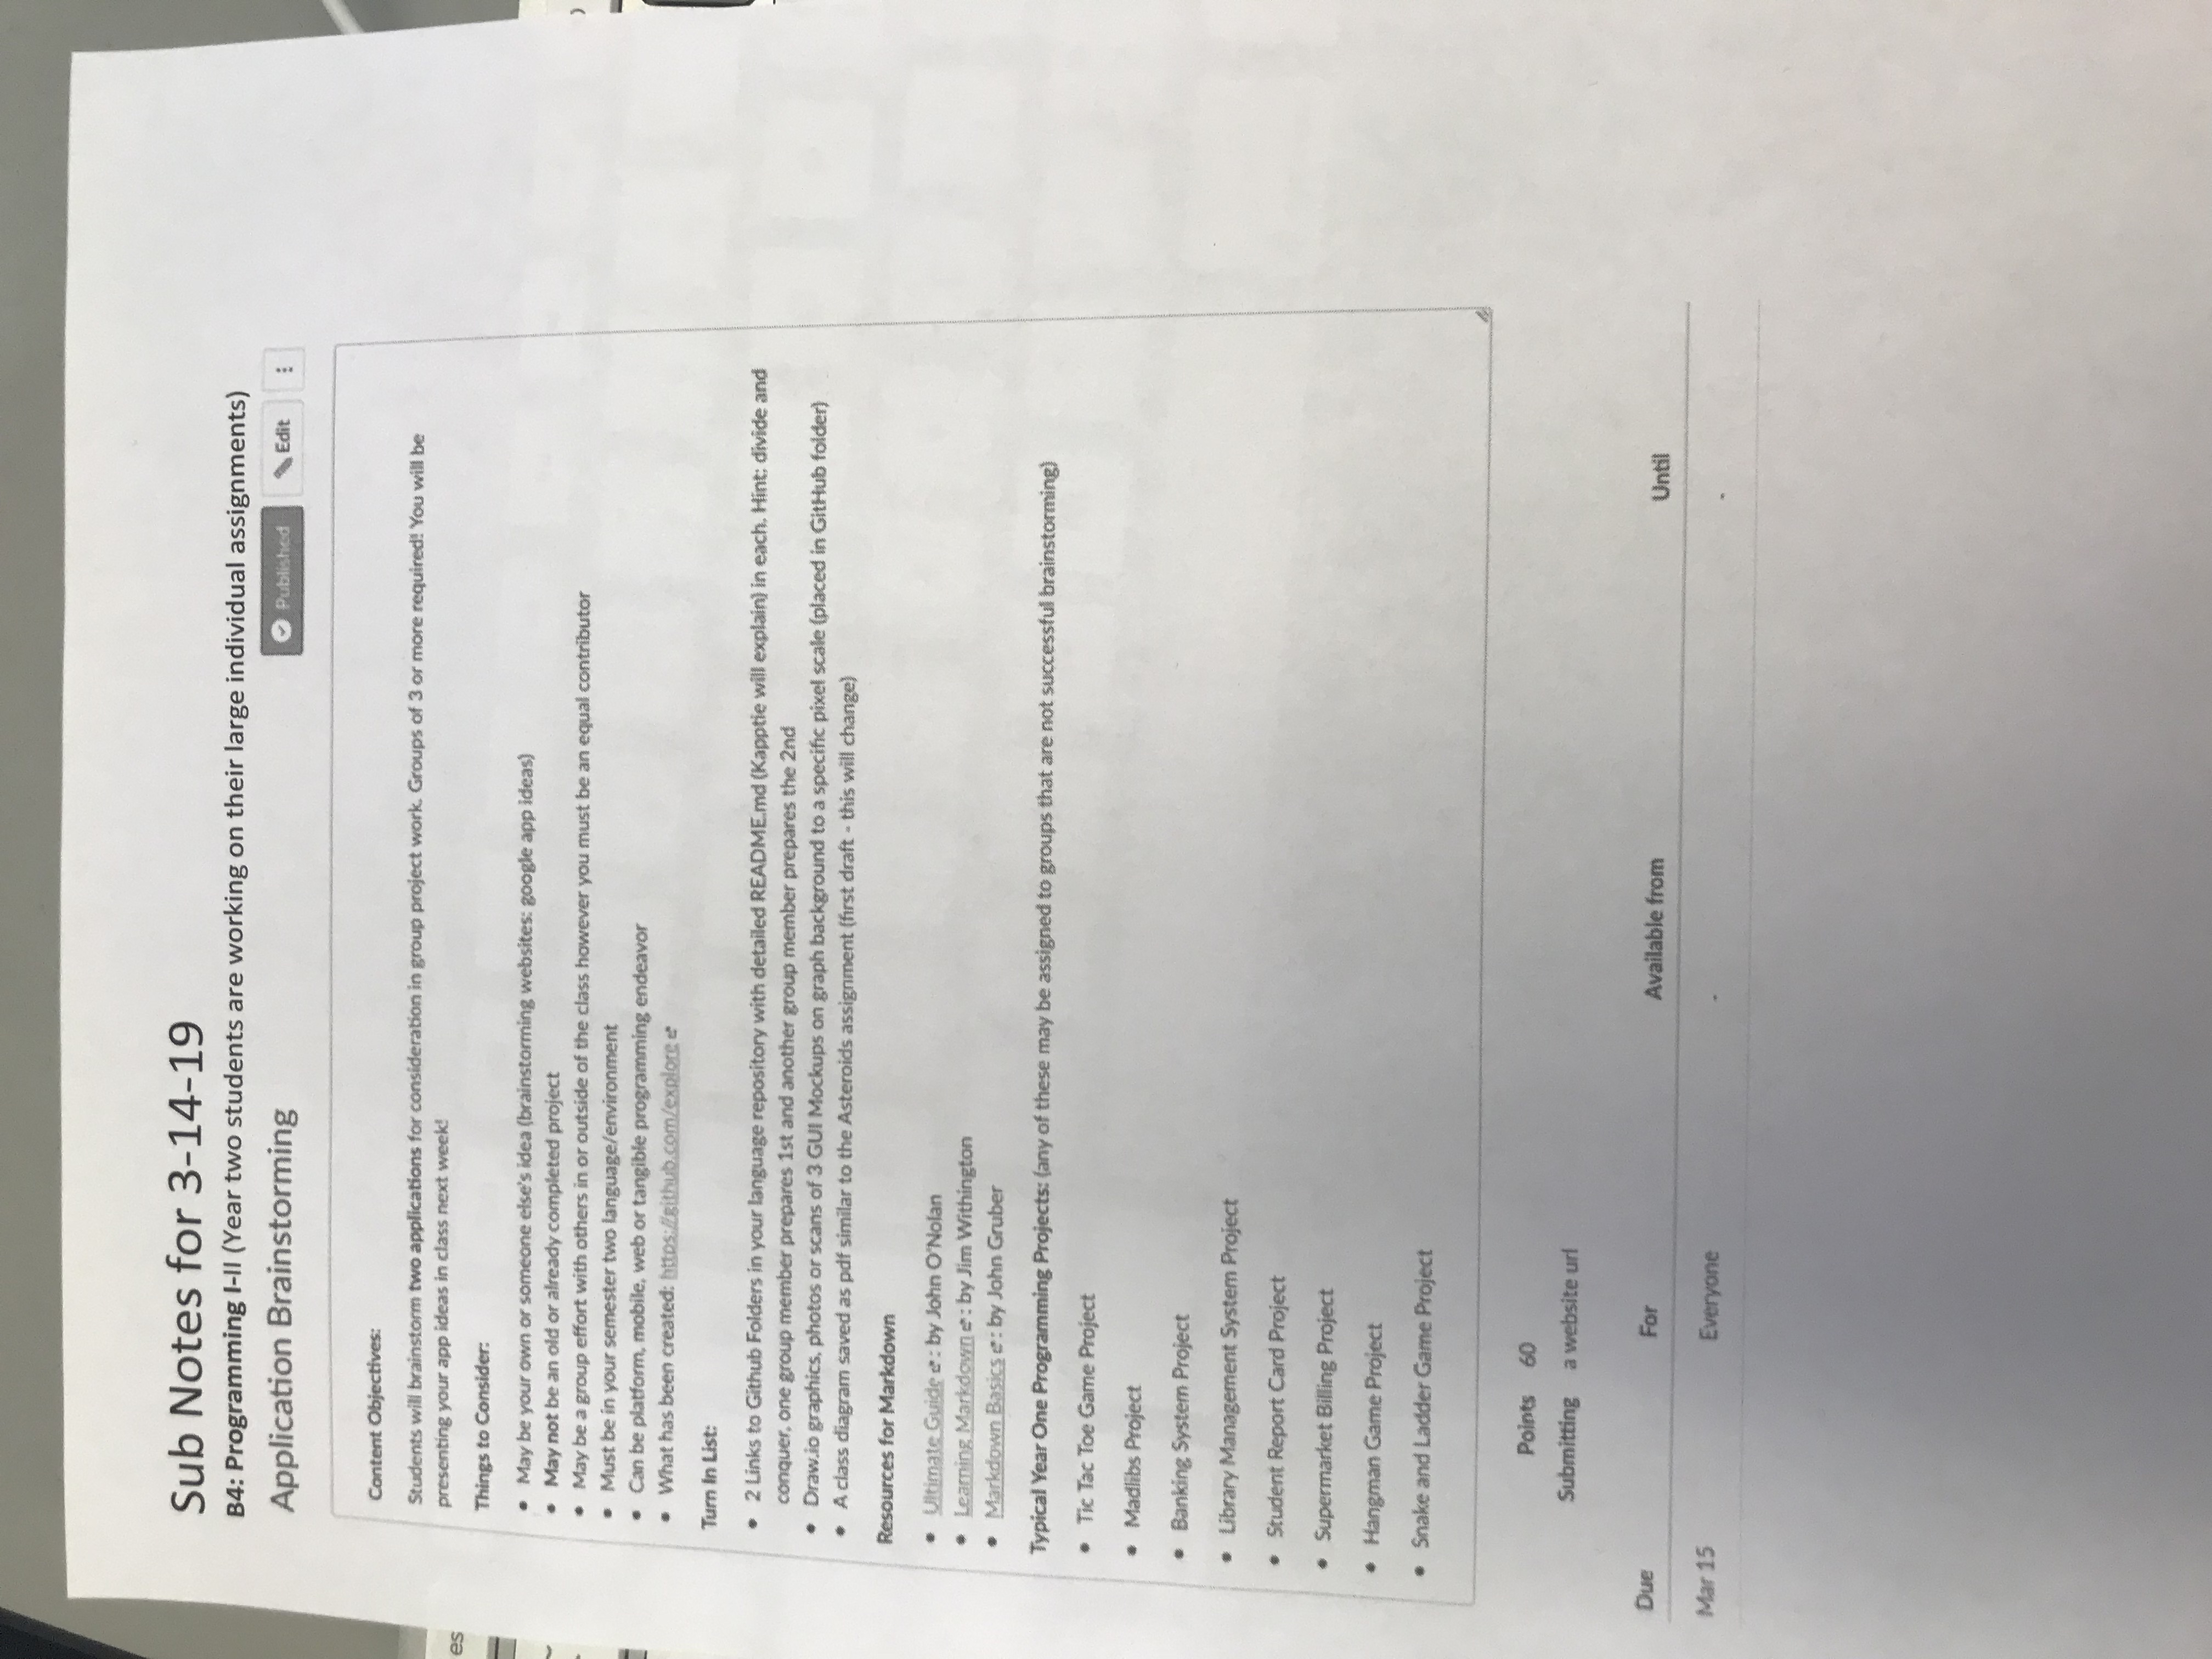 Sub Notes for 3-14-19
B4: Programming I-II (Year two students are working on their large individual assignments)
Application Brainstorming
Published
Edit
Content Objectives:
Students will brainstorm two applications for consideration in group project work. Groups of 3 or more required! You will be
presenting your app ideas in class next week!
Things to Consider:
• May be your own or someone else's idea (brainstorming websites: google app ideas)
• May not be an old or already completed project
• May be a group effort with others in or outside of the class however you must be an equal contributor
• Must be in your semester two language/environment
• Can be platform, mobile, web or tangible programming endeavor
• What has been created: https://github.com/explore
Turn In List:
• 2 Links to Github Folders in your language repository with detailed README.md (Kapptie will explain) in each. Hint: divide and
conquer, one group member prepares 1st and another group member prepares the 2nd
• Draw.io graphics, photos or scans of 3 GUI Mockups on graph background to a specific pixel scale (placed in GitHub folder)
• A class diagram saved as pdf similar to the Asteroids assignment (first draft - this will change)
Resources for Markdown
• Ultimate Guide : by John O'Nolan
• Learning Markdown : by Jim Withington
• Markdown Basics : by John Gruber
Typical Year One Programming Projects: (any of these may be assigned to groups that are not successful brainstorming)
• Tic Tac Toe Game Project
• Madlibs Project
• Banking System Project
• Library Management System Project
• Student Report Card Project
• Supermarket Billing Project
• Hangman Game Project
• Snake and Ladder Game Project
Points 60
Submitting a website url
Due For Available from Until
Mar 15 Everyone - -
es